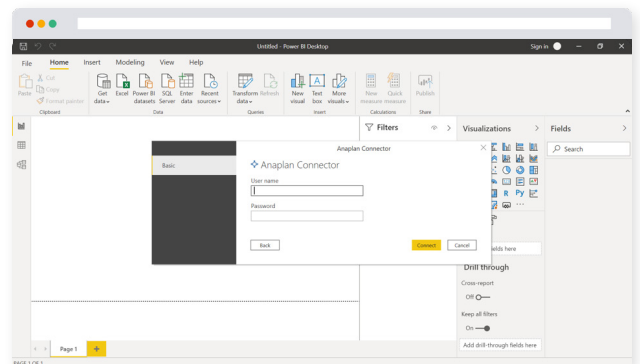 Untitled - Power BI Desktop
Sign in
File Home Insert Modeling View Help
Paste
Cut
Copy
Format painter
Clipboard
Get data
Excel
Power BI datasets
SQL Server
Enter data
Recent sources
Data
Transform data
Refresh
Queries
New visual
Text box
More visuals
Insert
New measure
Quick measure
Calculations
Publish
Share
Filters
Visualizations
Fields
Search
Anaplan Connector
Basic
Anaplan Connector
User name
Password
Back
Connect
Cancel
R Py
elds here
Drill through
Cross-report
Off
Keep all filters
On
Add drill-through fields here
Page 1
PAGE 1 OF 1